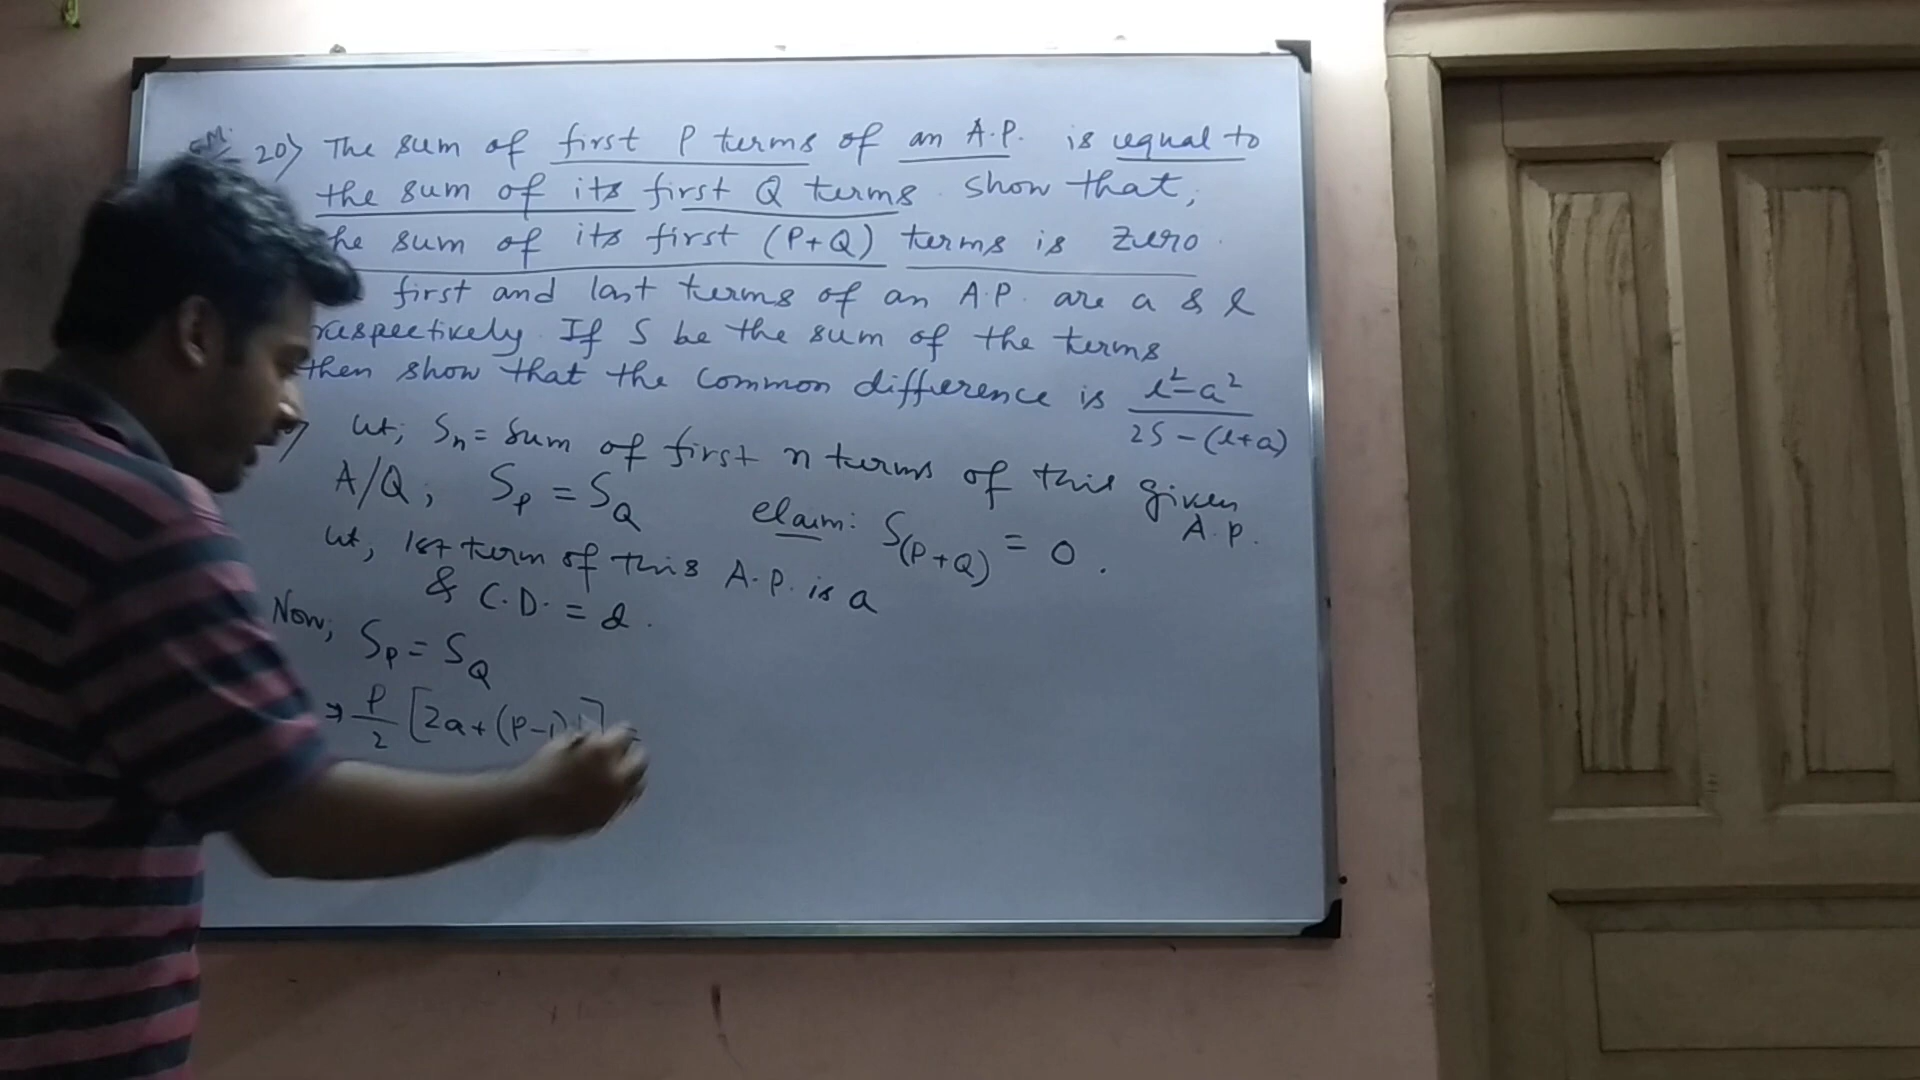 20) The sum of first P terms of an A.P. is equal to
the sum of its first Q terms. Show that,
the sum of its first (P+Q) terms is zero.
first and last terms of an A.P. are a & l
respectively. If S be the sum of the terms
then show that the common difference is l²-a² / 2S-(l+a)
Let, Sn = Sum of first n terms of this given A.P.
A/Q, S_P = S_Q claim: S_(P+Q) = 0.
Let, 1st term of this A.P. is a
& C.D. = d.
Now, S_P = S_Q
⇒ P/2 [2a+(P-1) ] =